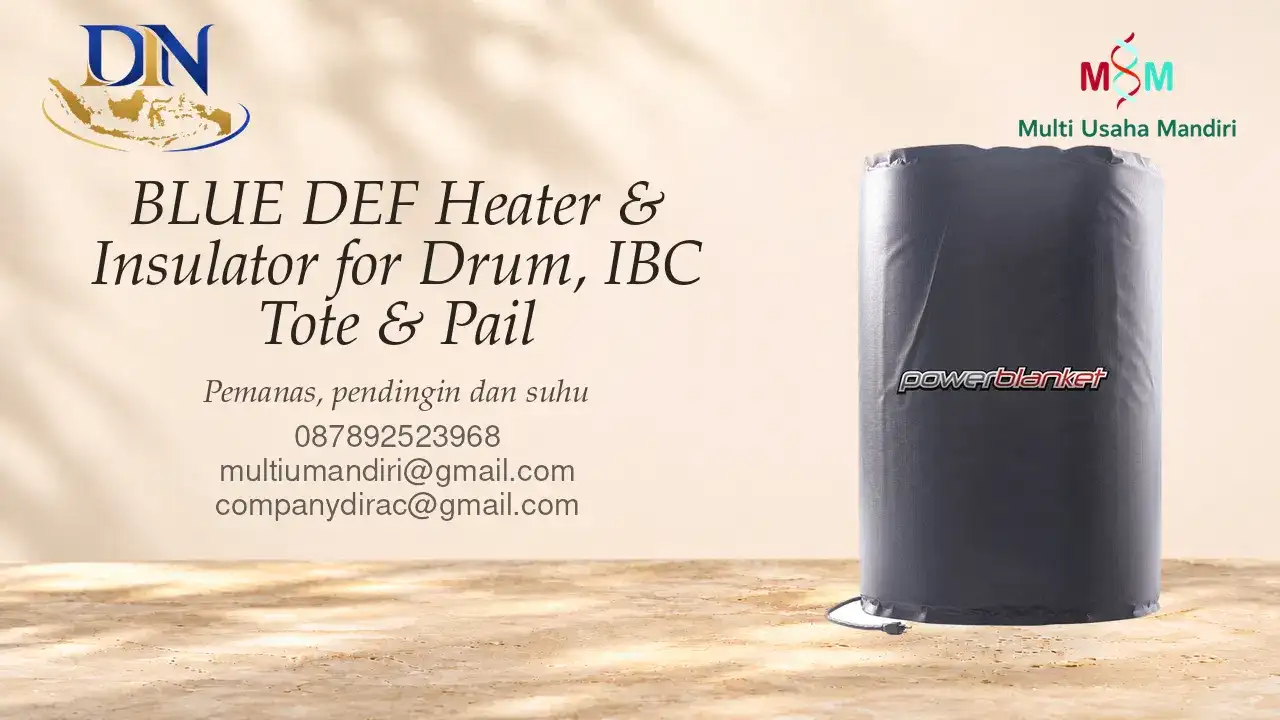 DIN
M M
Multi Usaha Mandiri
BLUE DEF Heater &
Insulator for Drum, IBC
Tote & Pail
Pemanas, pendingin dan suhu
087892523968
multiumandiri@gmail.com
companydirac@gmail.com
powerblanket